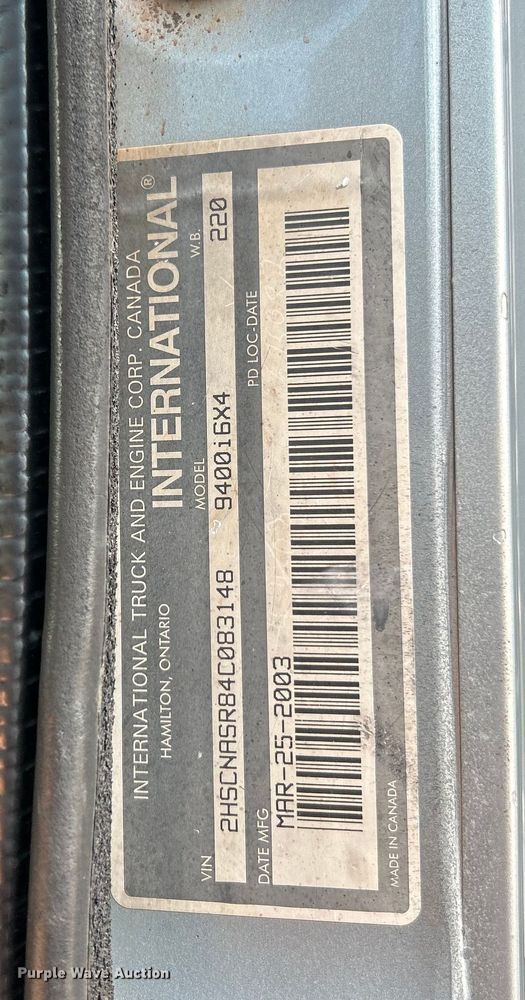 INTERNATIONAL TRUCK AND ENGINE CORP. CANADA
HAMILTON, ONTARIO INTERNATIONAL®
VIN MODEL W.B.
2HSCNASR84C083148 9400i6X4 220
DATE MFG PD LOC-DATE
MAR-25-2003
MADE IN CANADA
Purple Wave Auction